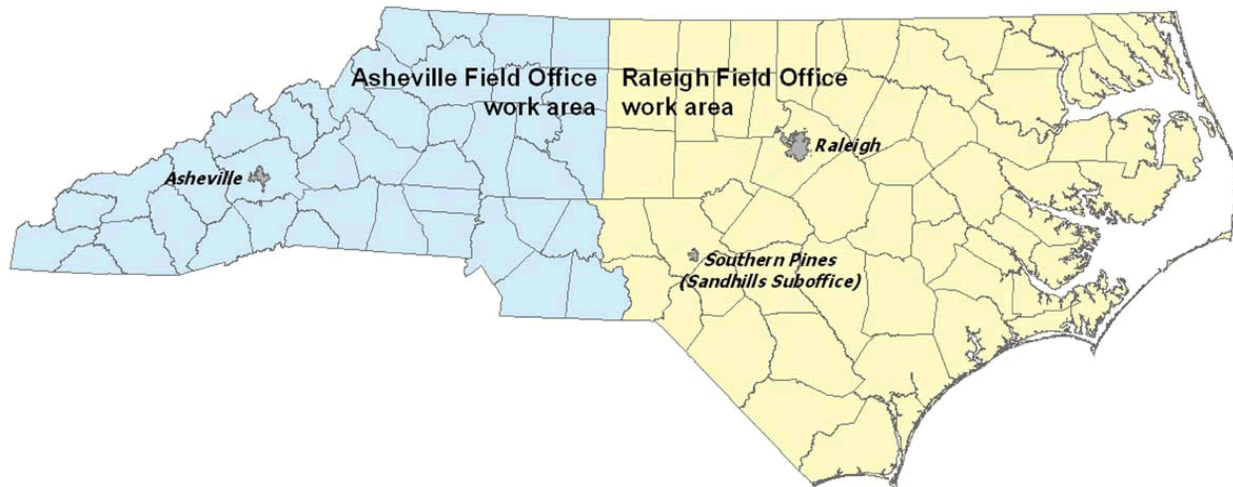 Asheville Field Office
work area
Raleigh Field Office
work area
Raleigh
Asheville
Southern Pines
(Sandhills Suboffice)